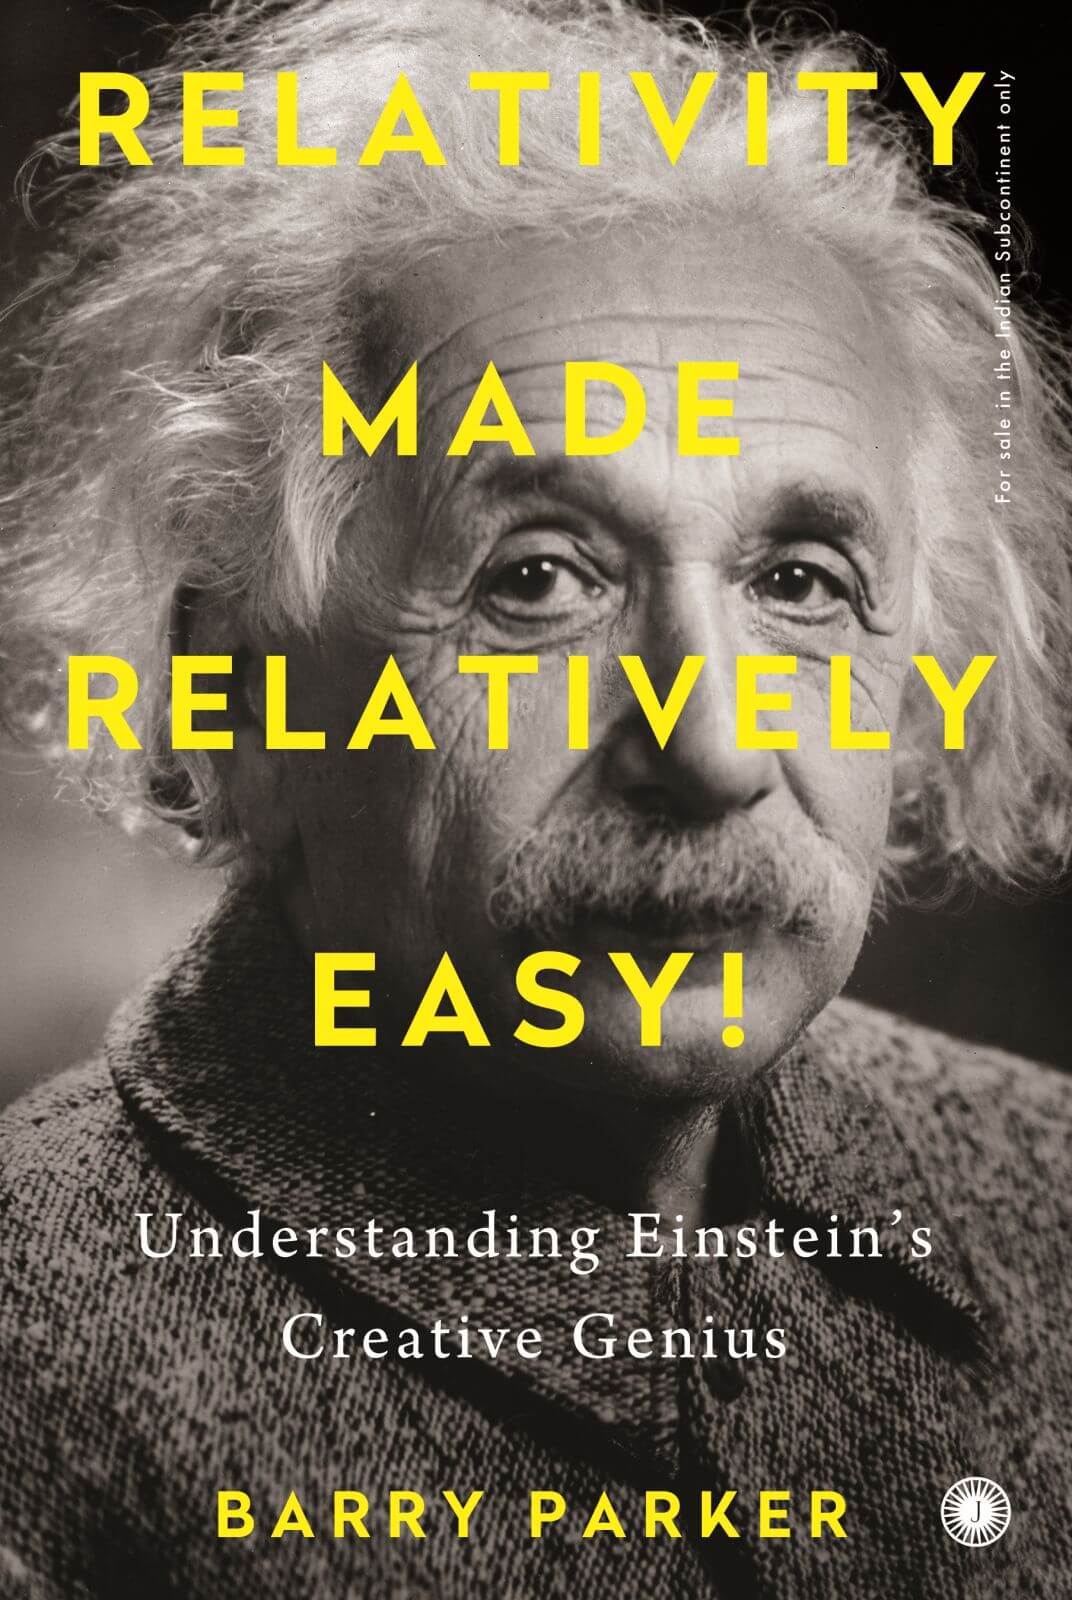 RELATIVITY
For sale in the Indian Subcontinent only
MADE
RELATIVELY
EASY!
Understanding Einstein’s
Creative Genius
BARRY PARKER
J